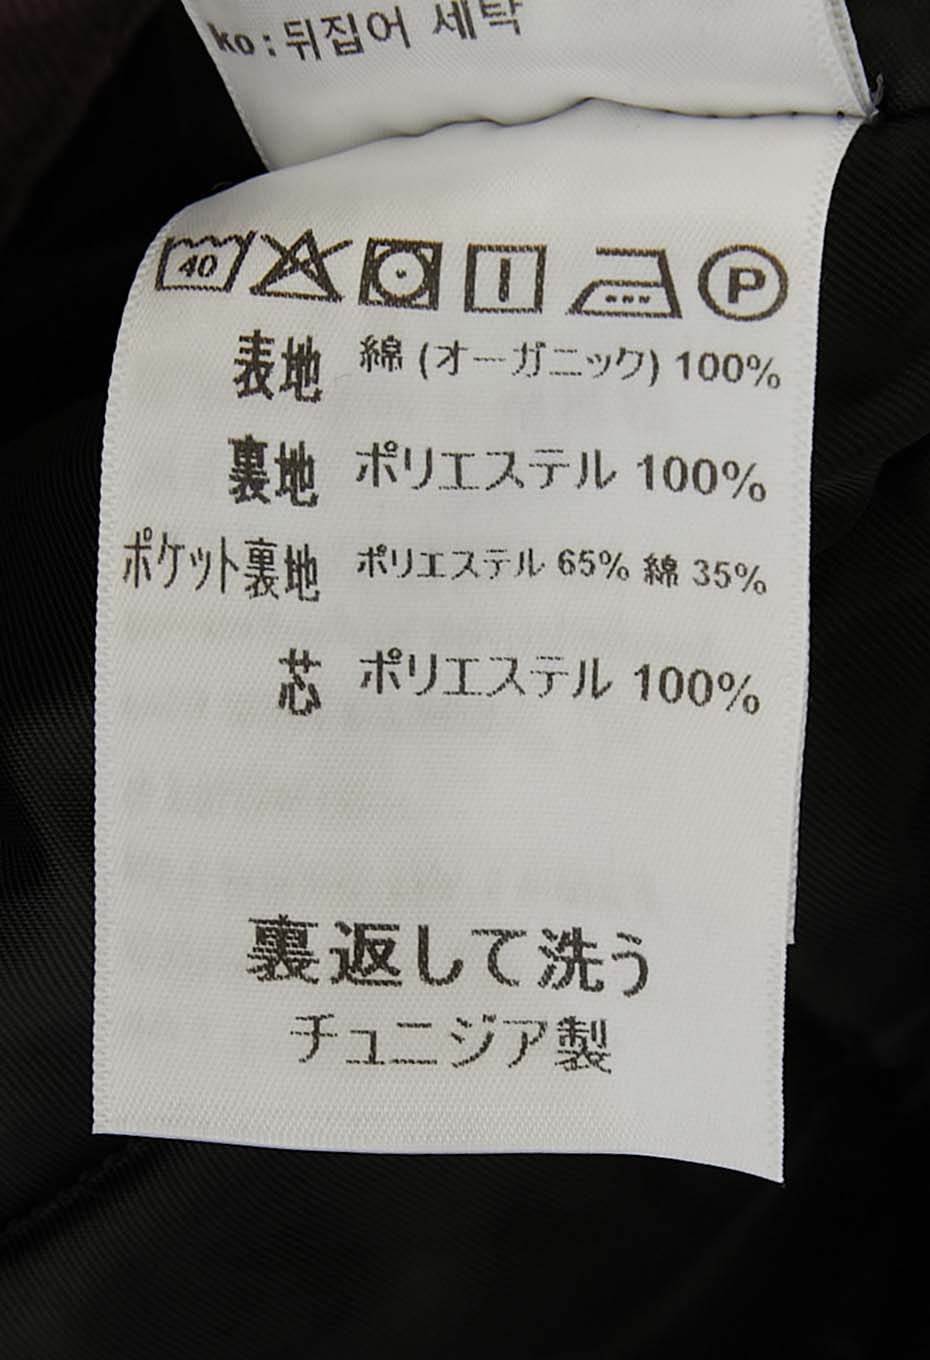 ko:뒤집어 세탁
40 P
表地 綿 (オーガニック) 100%
裏地 ポリエステル 100%
ポケット裏地 ポリエステル 65% 綿 35%
芯 ポリエステル 100%
裏返して洗う
チュニジア製